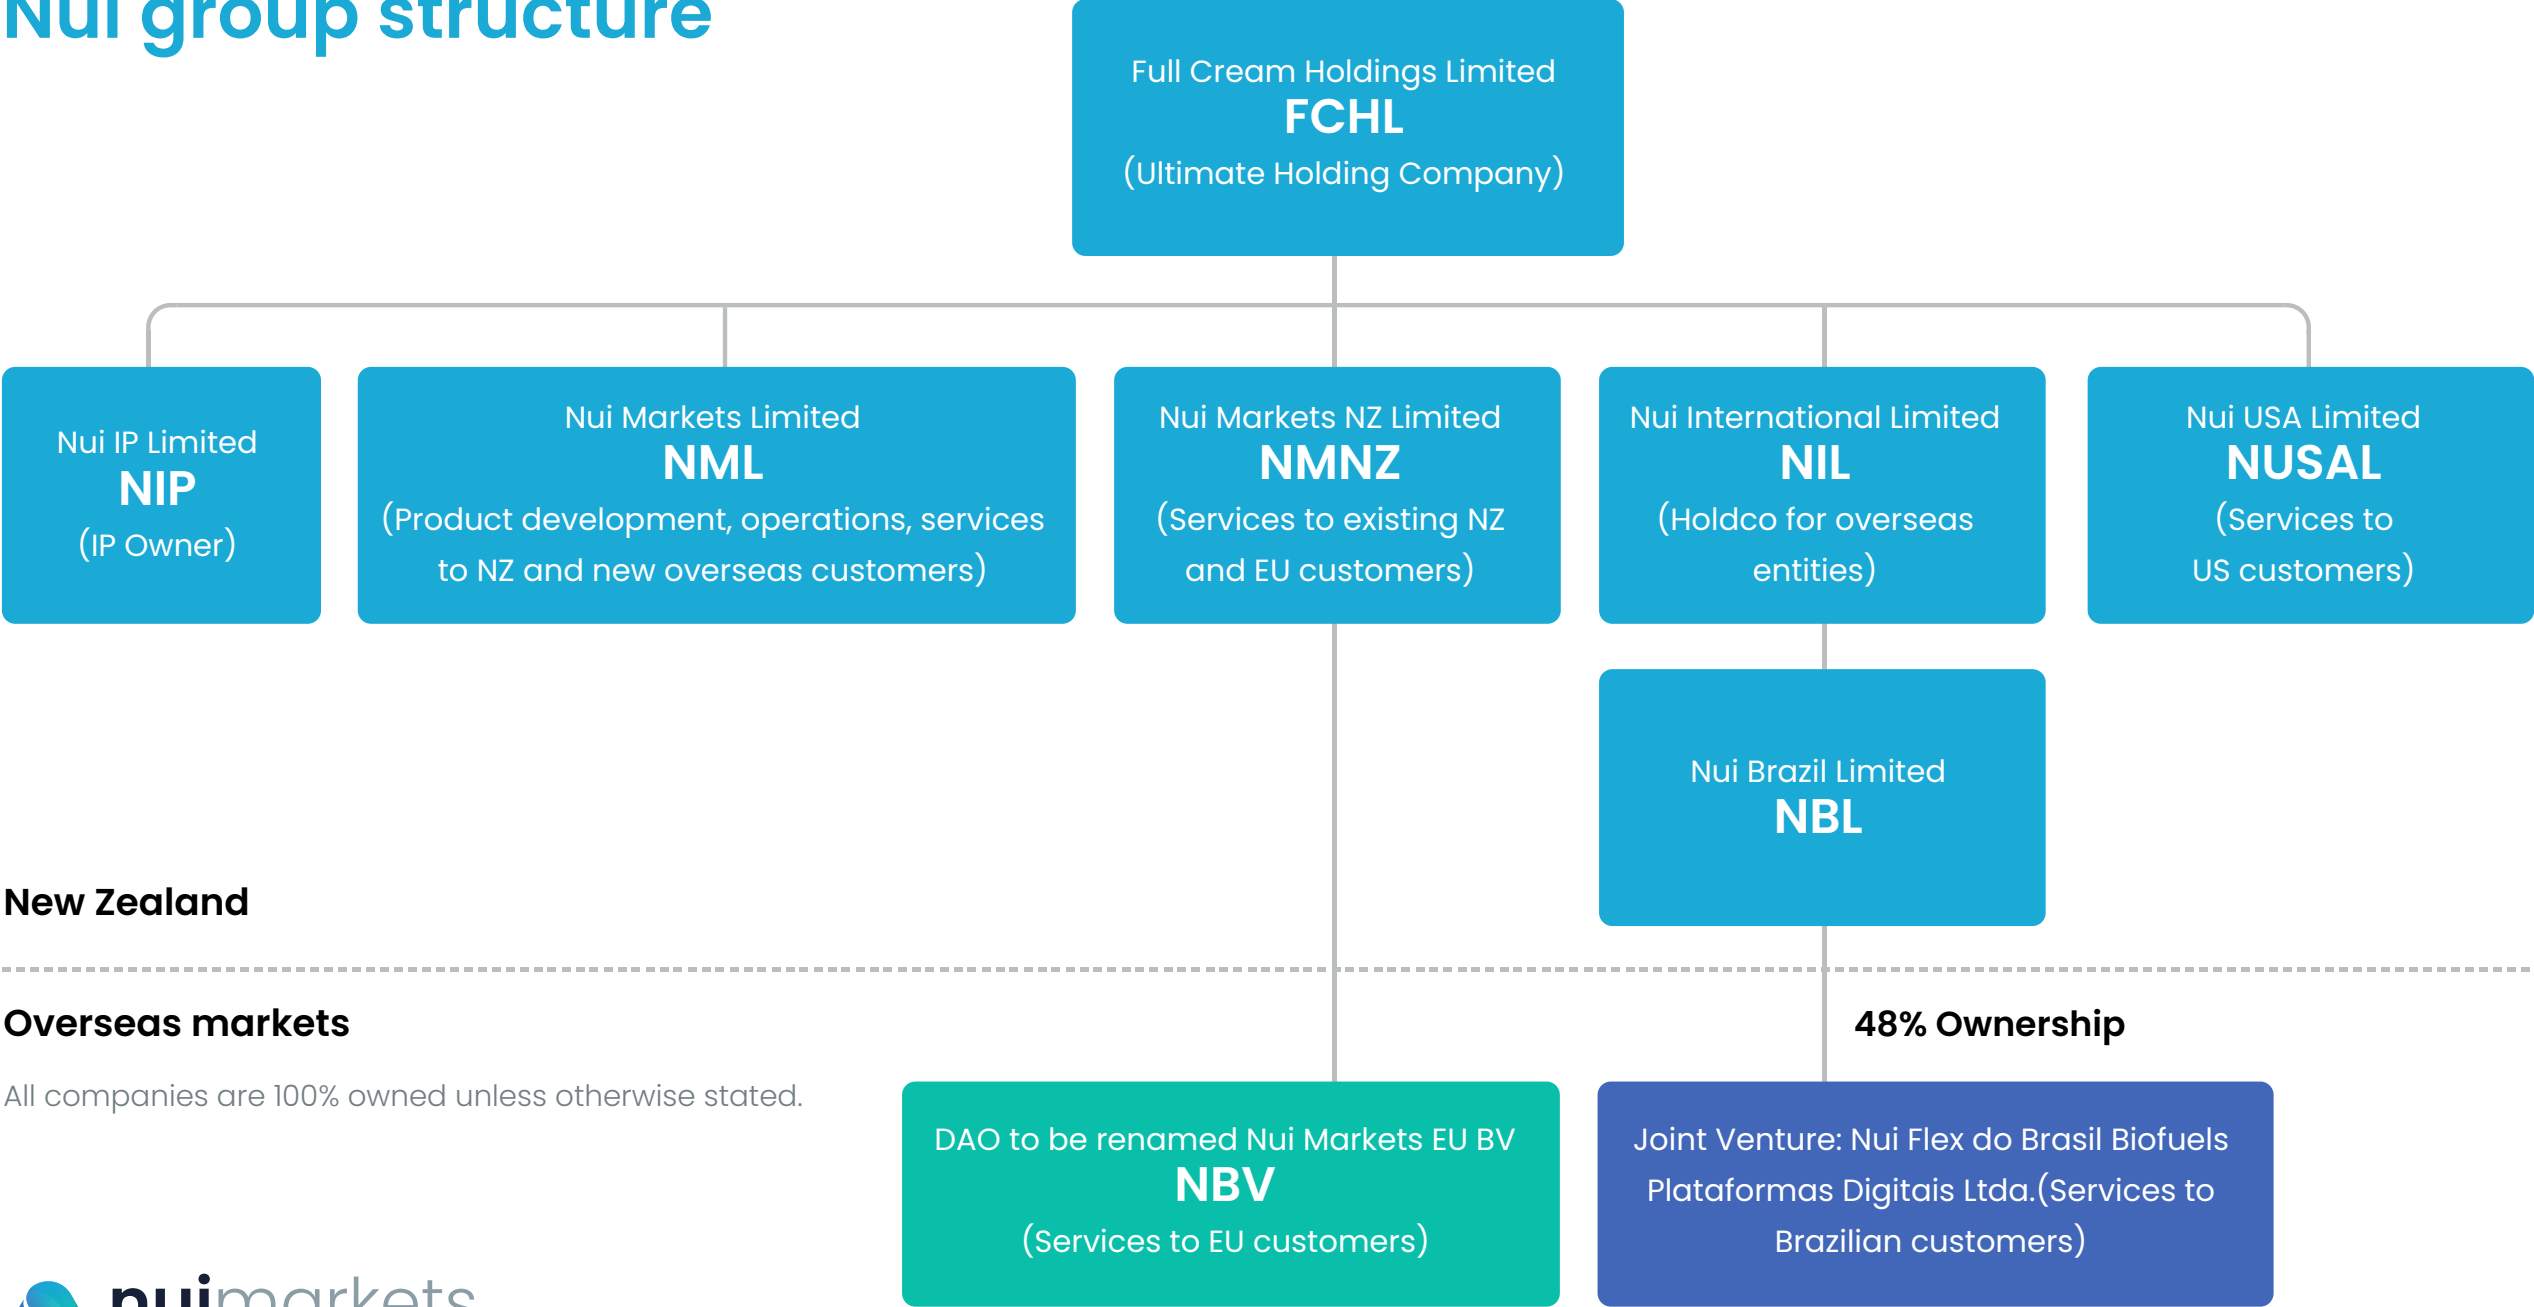 Nui group structure
Full Cream Holdings Limited
FCHL
(Ultimate Holding Company)
Nui IP Limited
NIP
(IP Owner)
Nui Markets Limited
NML
(Product development, operations, services
to NZ and new overseas customers)
Nui Markets NZ Limited
NMNZ
(Services to existing NZ
and EU customers)
Nui International Limited
NIL
(Holdco for overseas
entities)
Nui USA Limited
NUSAL
(Services to
US customers)
Nui Brazil Limited
NBL
New Zealand
Overseas markets
48% Ownership
All companies are 100% owned unless otherwise stated.
DAO to be renamed Nui Markets EU BV
NBV
(Services to EU customers)
Joint Venture: Nui Flex do Brasil Biofuels
Plataformas Digitais Ltda.(Services to
Brazilian customers)
nuimarkets